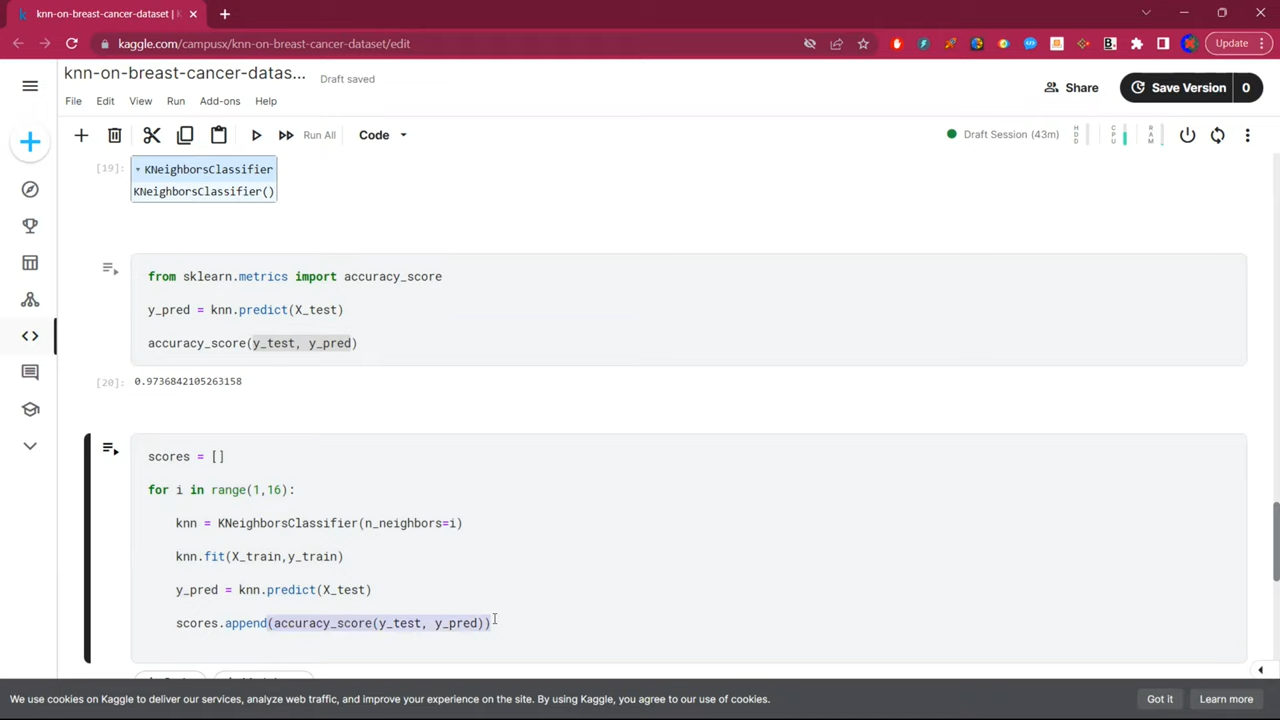 knn-on-breast-cancer-dataset |
kaggle.com/campusx/knn-on-breast-cancer-dataset/edit
Update
knn-on-breast-cancer-datas...
Draft saved
Share
Save Version
0
File
Edit
View
Run
Add-ons
Help
Run All
Code
Draft Session (43m)
HDD
CPU
RAM
[19]:
KNeighborsClassifier
KNeighborsClassifier()
from sklearn.metrics import accuracy_score
y_pred = knn.predict(X_test)
accuracy_score(y_test, y_pred)
[20]:
0.9736842105263158
scores = []
for i in range(1,16):
knn = KNeighborsClassifier(n_neighbors=i)
knn.fit(X_train,y_train)
y_pred = knn.predict(X_test)
scores.append(accuracy_score(y_test, y_pred))
We use cookies on Kaggle to deliver our services, analyze web traffic, and improve your experience on the site. By using Kaggle, you agree to our use of cookies.
Got it
Learn more